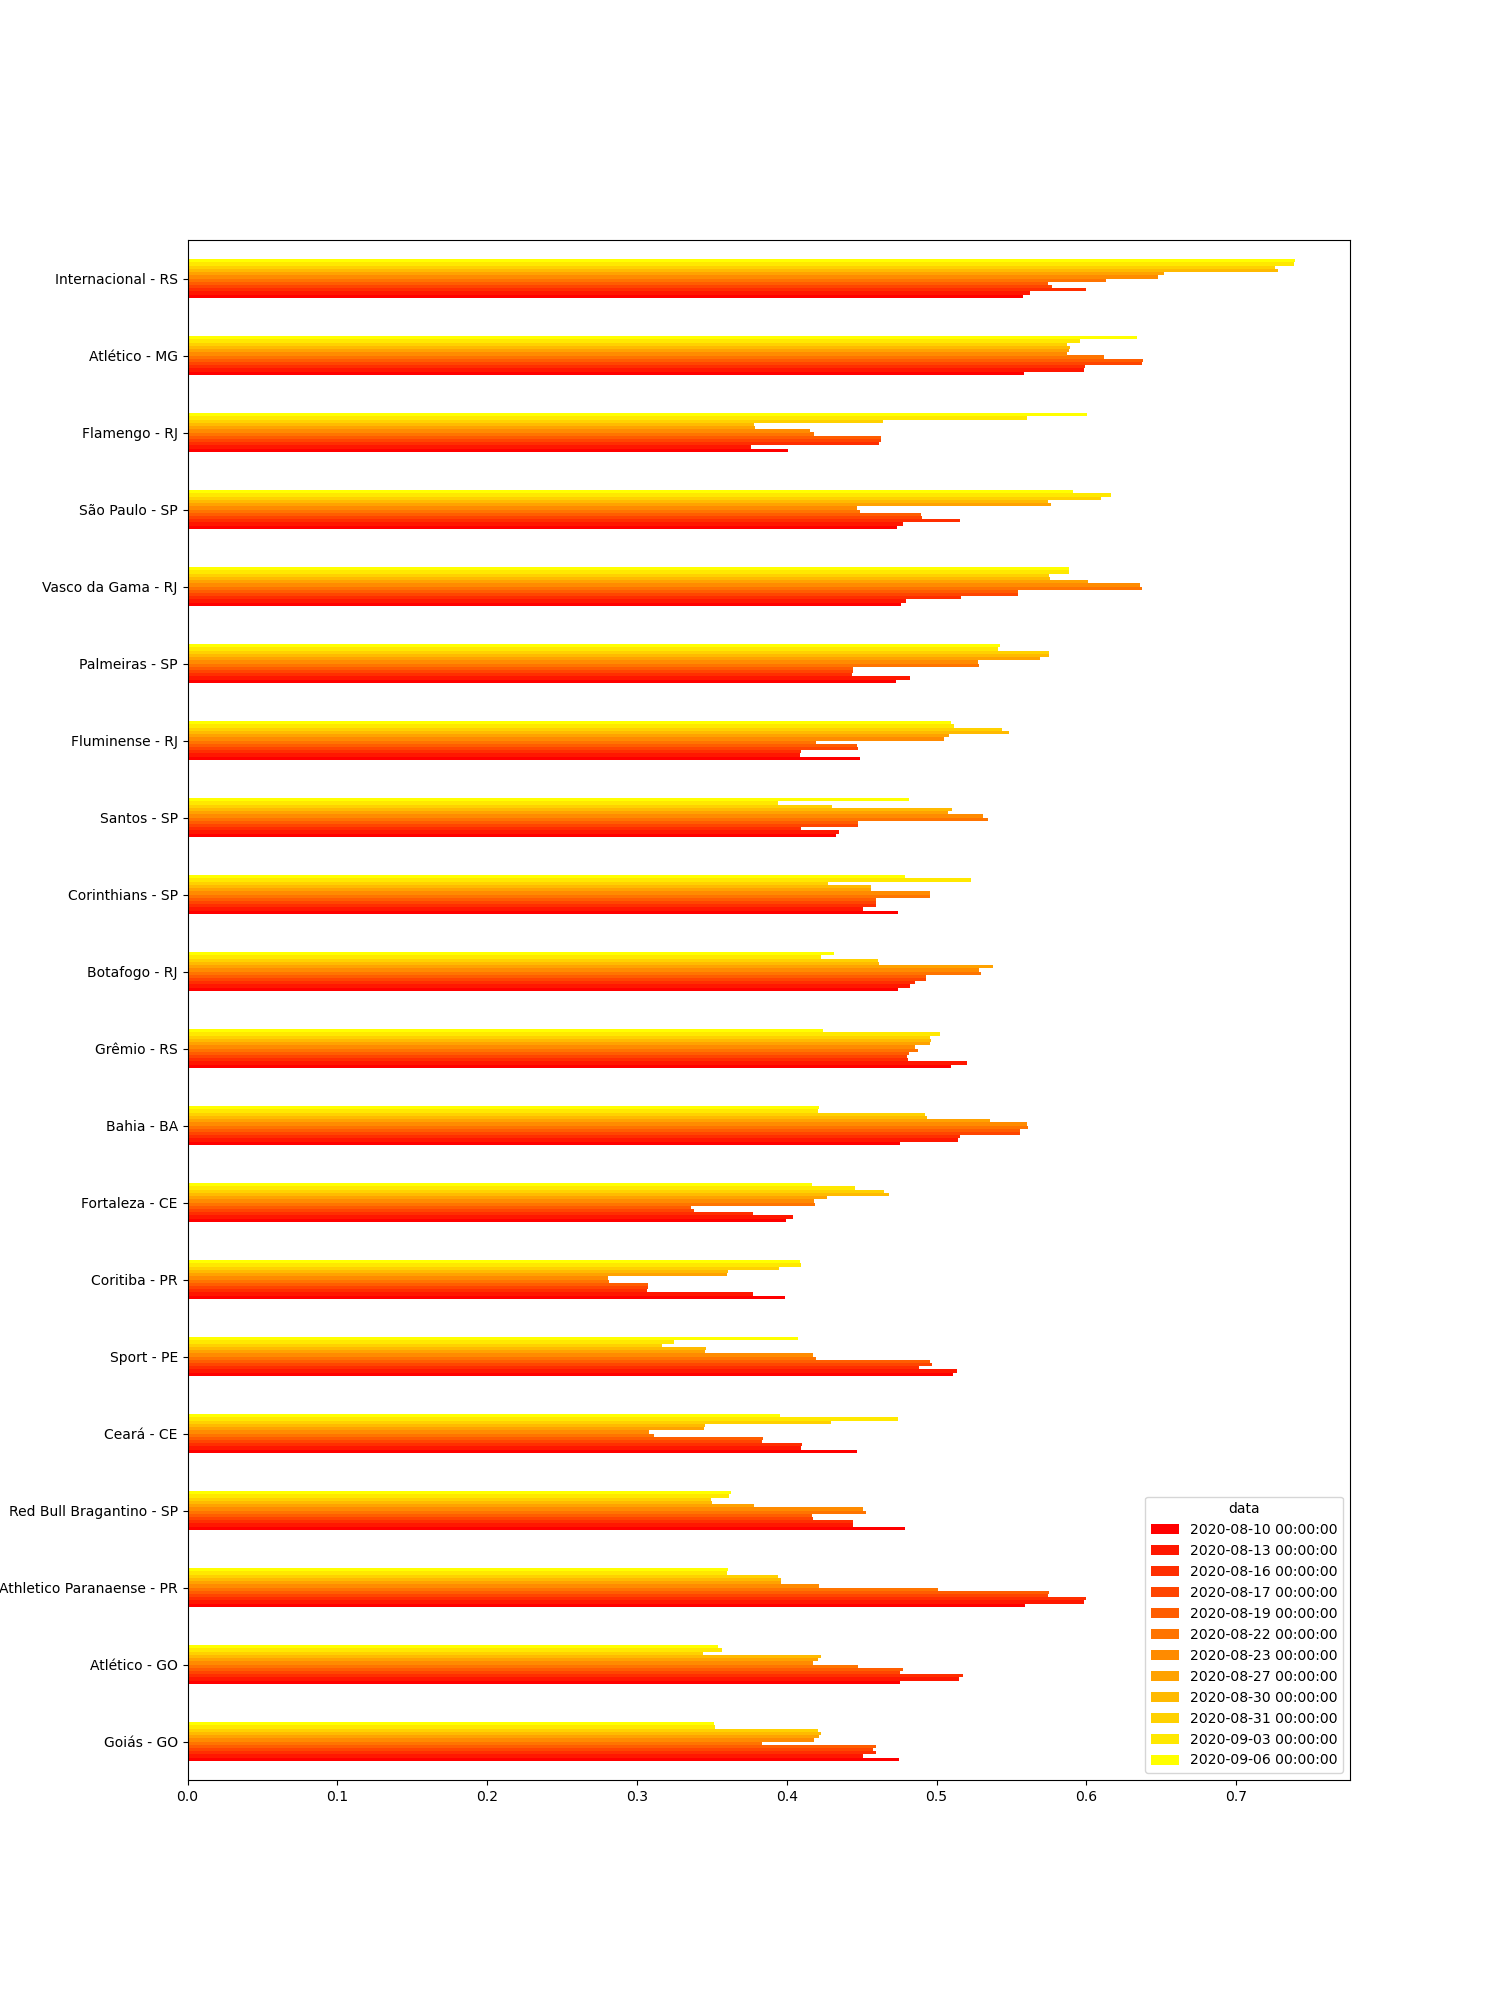 Internacional - RS
Atlético - MG
Flamengo - RJ
São Paulo - SP
Vasco da Gama - RJ
Palmeiras - SP
Fluminense - RJ
Santos - SP
Corinthians - SP
Botafogo - RJ
Grêmio - RS
Bahia - BA
Fortaleza - CE
Coritiba - PR
Sport - PE
Ceará - CE
Red Bull Bragantino - SP
Athletico Paranaense - PR
Atlético - GO
Goiás - GO
data
2020-08-10 00:00:00
2020-08-13 00:00:00
2020-08-16 00:00:00
2020-08-17 00:00:00
2020-08-19 00:00:00
2020-08-22 00:00:00
2020-08-23 00:00:00
2020-08-27 00:00:00
2020-08-30 00:00:00
2020-08-31 00:00:00
2020-09-03 00:00:00
2020-09-06 00:00:00
0.0 0.1 0.2 0.3 0.4 0.5 0.6 0.7